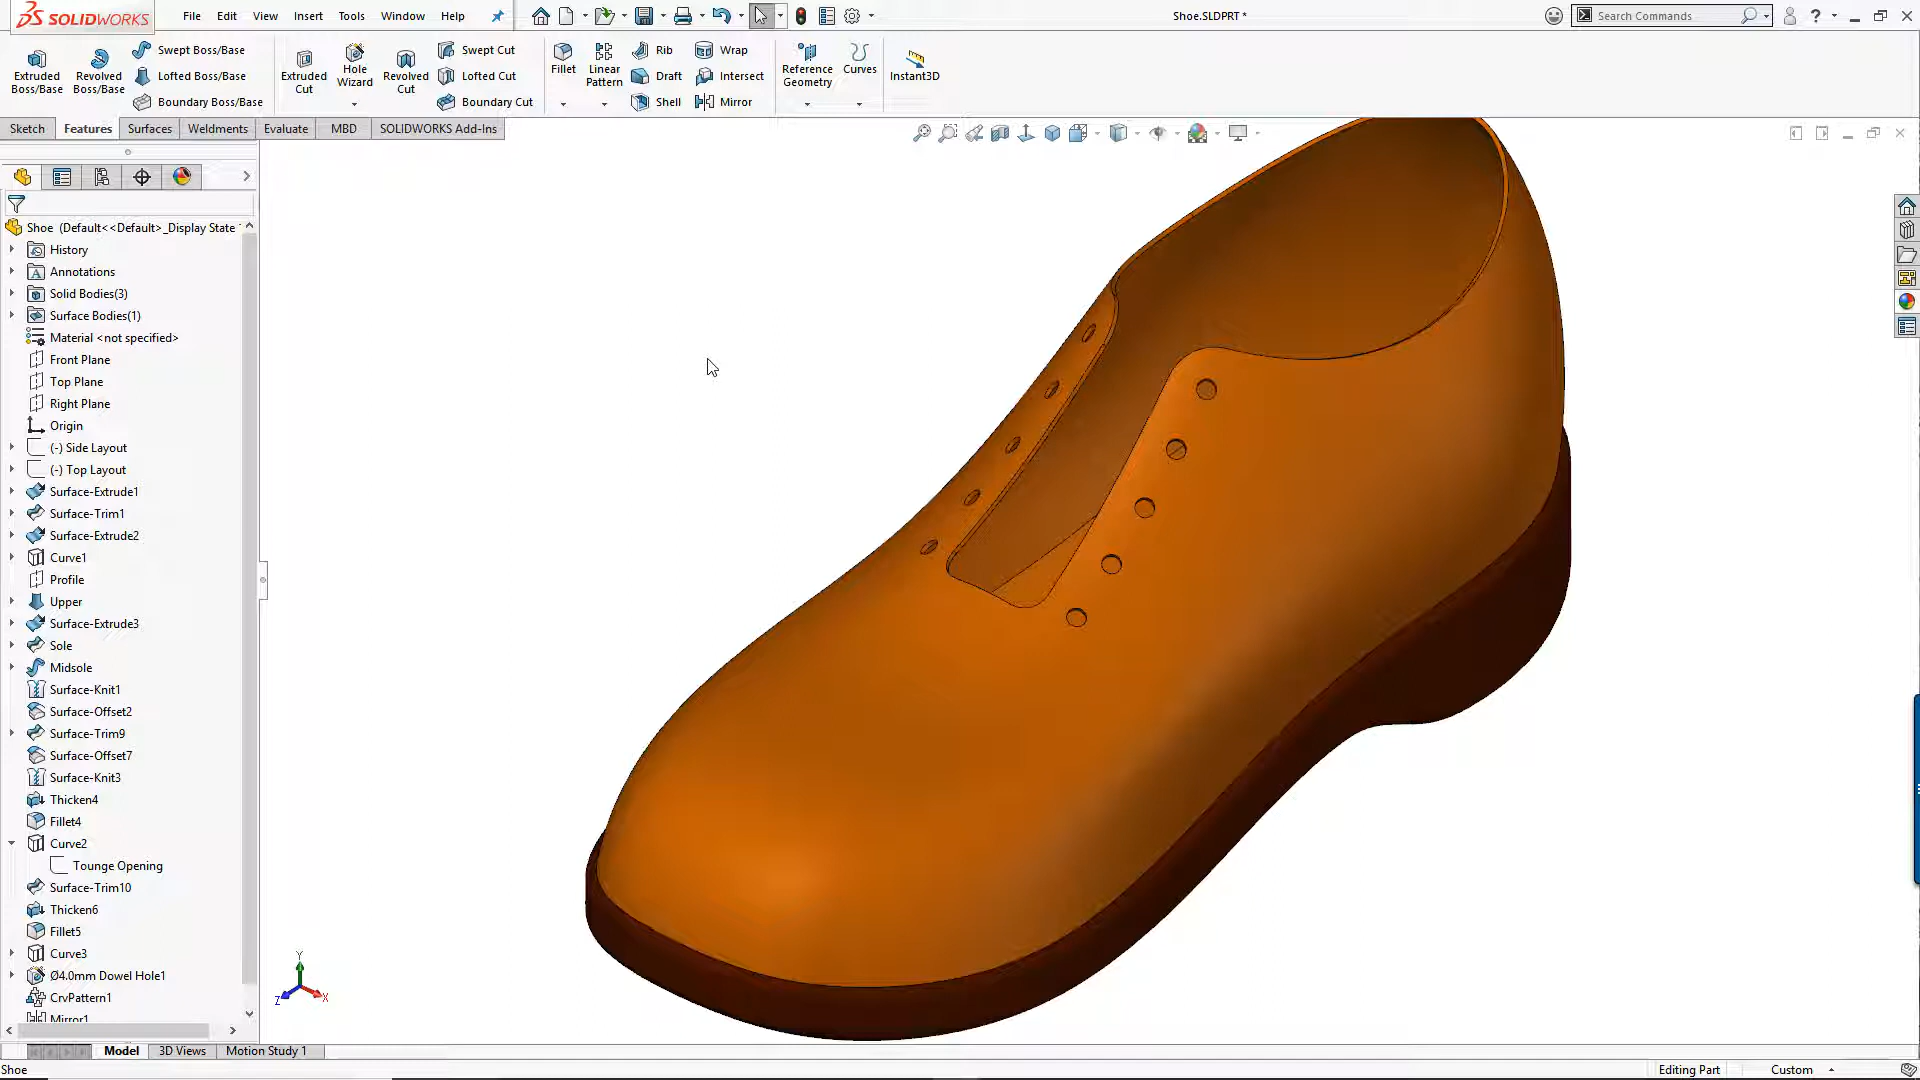 SOLIDWORKS File Edit View Insert Tools Window Help Shoe.SLDPRT * Search Commands ?
Extruded Boss/Base
Revolved Boss/Base
Swept Boss/Base
Lofted Boss/Base
Boundary Boss/Base
Extruded Cut
Hole Wizard
Revolved Cut
Swept Cut
Lofted Cut
Boundary Cut
Fillet
Linear Pattern
Rib
Draft
Shell
Wrap
Intersect
Mirror
Reference Geometry
Curves
Instant3D
Sketch Features Surfaces Weldments Evaluate MBD SOLIDWORKS Add-Ins
Shoe (Default<<Default>_Display State
History
Annotations
Solid Bodies(3)
Surface Bodies(1)
Material <not specified>
Front Plane
Top Plane
Right Plane
Origin
(-) Side Layout
(-) Top Layout
Surface-Extrude1
Surface-Trim1
Surface-Extrude2
Curve1
Profile
Upper
Surface-Extrude3
Sole
Midsole
Surface-Knit1
Surface-Offset2
Surface-Trim9
Surface-Offset7
Surface-Knit3
Thicken4
Fillet4
Curve2
Tounge Opening
Surface-Trim10
Thicken6
Fillet5
Curve3
Ø4.0mm Dowel Hole1
CrvPattern1
Mirror1
Y
Z X
Model 3D Views Motion Study 1
Shoe Editing Part Custom